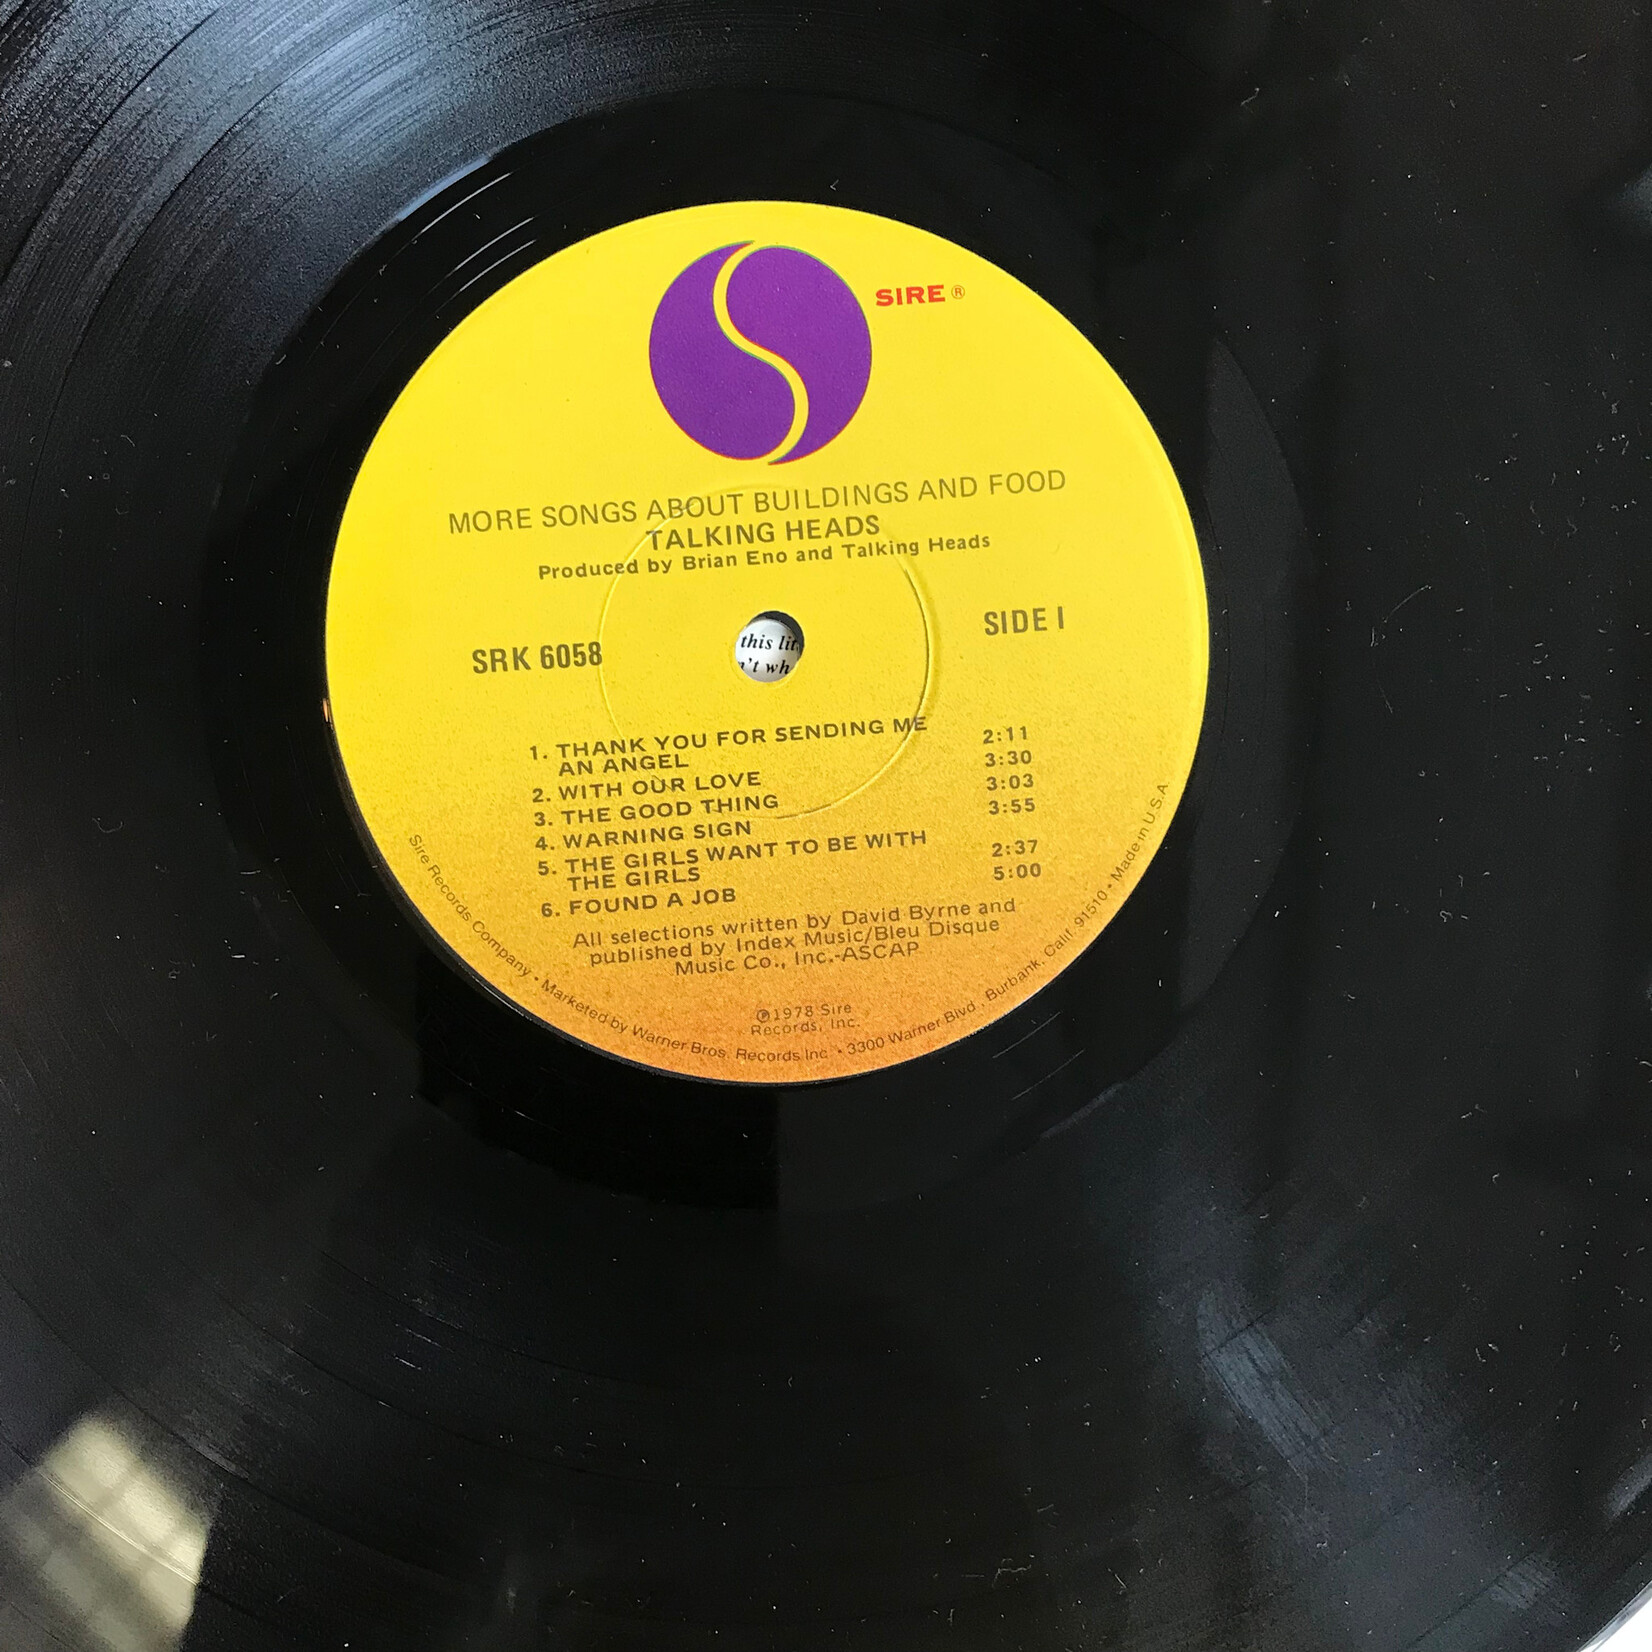 SIRE ®
MORE SONGS ABOUT BUILDINGS AND FOOD
TALKING HEADS
Produced by Brian Eno and Talking Heads
SIDE I
SRK 6058
this
't wh
1. THANK YOU FOR SENDING ME 2:11
AN ANGEL
2. WITH OUR LOVE 3:30
3. THE GOOD THING 3:03
4. WARNING SIGN 3:55
5. THE GIRLS WANT TO BE WITH
THE GIRLS 2:37
6. FOUND A JOB 5:00
All selections written by David Byrne and
published by Index Music/Bleu Disque
Music Co., Inc.-ASCAP
℗1978 Sire
Records, Inc.
Sire Records Company • Marketed by Warner Bros. Records Inc. • 3300 Warner Blvd., Burbank, Calif. 91510 • Made in U.S.A.